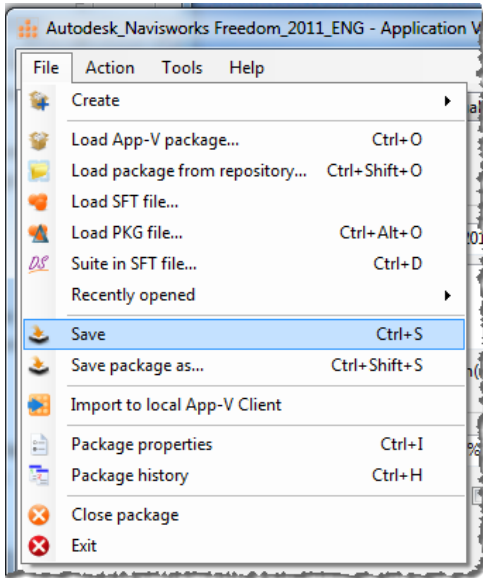 Autodesk_Navisworks Freedom_2011_ENG - Application V
File Action Tools Help
Create
Load App-V package... Ctrl+O
Load package from repository... Ctrl+Shift+O
Load SFT file...
Load PKG file... Ctrl+Alt+O
DS Suite in SFT file... Ctrl+D
Recently opened
Save Ctrl+S
Save package as... Ctrl+Shift+S
Import to local App-V Client
Package properties Ctrl+I
Package history Ctrl+H
Close package
Exit